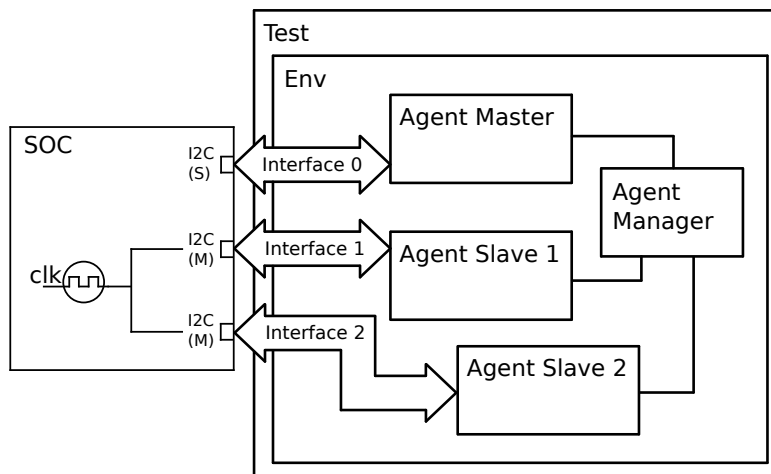 Test
Env
SOC
Agent Master
I2C
(S)
Interface 0
Agent
Manager
I2C
(M)
Interface 1
Agent Slave 1
clk
I2C
(M)
Interface 2
Agent Slave 2